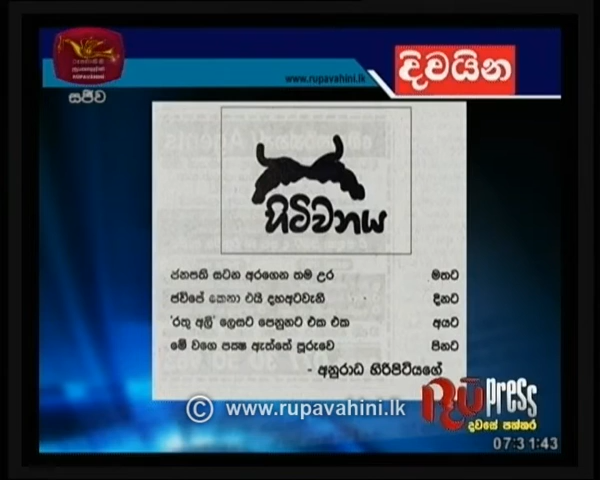 www.rupavahini.lk
දිවයින
සජීව
හිටිවනය
ජනපති සටන අරගෙන තම උර මතට
ජවිපේ කෙනා එයි දහඅටවැනි දිනට
'රතු අලි' ලෙසට පෙනුනට එක එක අයට
මේ වගෙ පක්‍ෂ ඇත්තේ පූරුවෙ පිනට
- අනුරාධ හිරිපිටියගේ
© www.rupavahini.lk
රූpress
දවසේ පත්තර
07:31:43